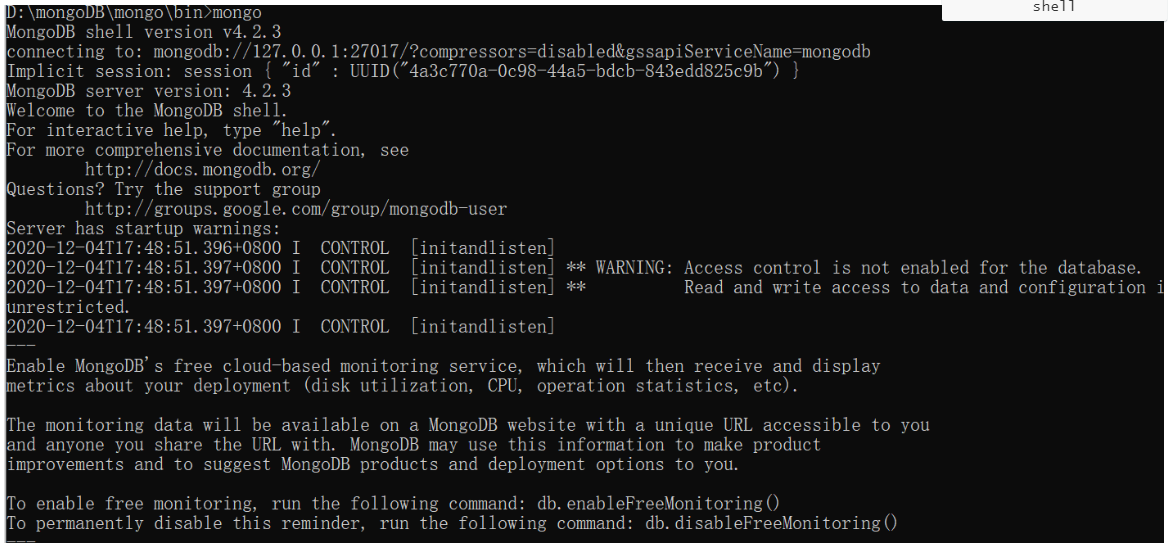 shell
D:\mongoDB\mongo\bin>mongo
MongoDB shell version v4.2.3
connecting to: mongodb://127.0.0.1:27017/?compressors=disabled&gssapiServiceName=mongodb
Implicit session: session { "id" : UUID("4a3c770a-0c98-44a5-bdcb-843edd825c9b") }
MongoDB server version: 4.2.3
Welcome to the MongoDB shell.
For interactive help, type "help".
For more comprehensive documentation, see
        http://docs.mongodb.org/
Questions? Try the support group
        http://groups.google.com/group/mongodb-user
Server has startup warnings:
2020-12-04T17:48:51.396+0800 I  CONTROL  [initandlisten]
2020-12-04T17:48:51.397+0800 I  CONTROL  [initandlisten] ** WARNING: Access control is not enabled for the database.
2020-12-04T17:48:51.397+0800 I  CONTROL  [initandlisten] **          Read and write access to data and configuration i
unrestricted.
2020-12-04T17:48:51.397+0800 I  CONTROL  [initandlisten]
---
Enable MongoDB's free cloud-based monitoring service, which will then receive and display
metrics about your deployment (disk utilization, CPU, operation statistics, etc).

The monitoring data will be available on a MongoDB website with a unique URL accessible to you
and anyone you share the URL with. MongoDB may use this information to make product
improvements and to suggest MongoDB products and deployment options to you.

To enable free monitoring, run the following command: db.enableFreeMonitoring()
To permanently disable this reminder, run the following command: db.disableFreeMonitoring()
---